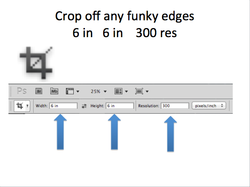 Crop off any funky edges
6 in   6 in   300 res
Ps 25%
Width: 6 in Height: 6 in Resolution: 300 pixels/inch